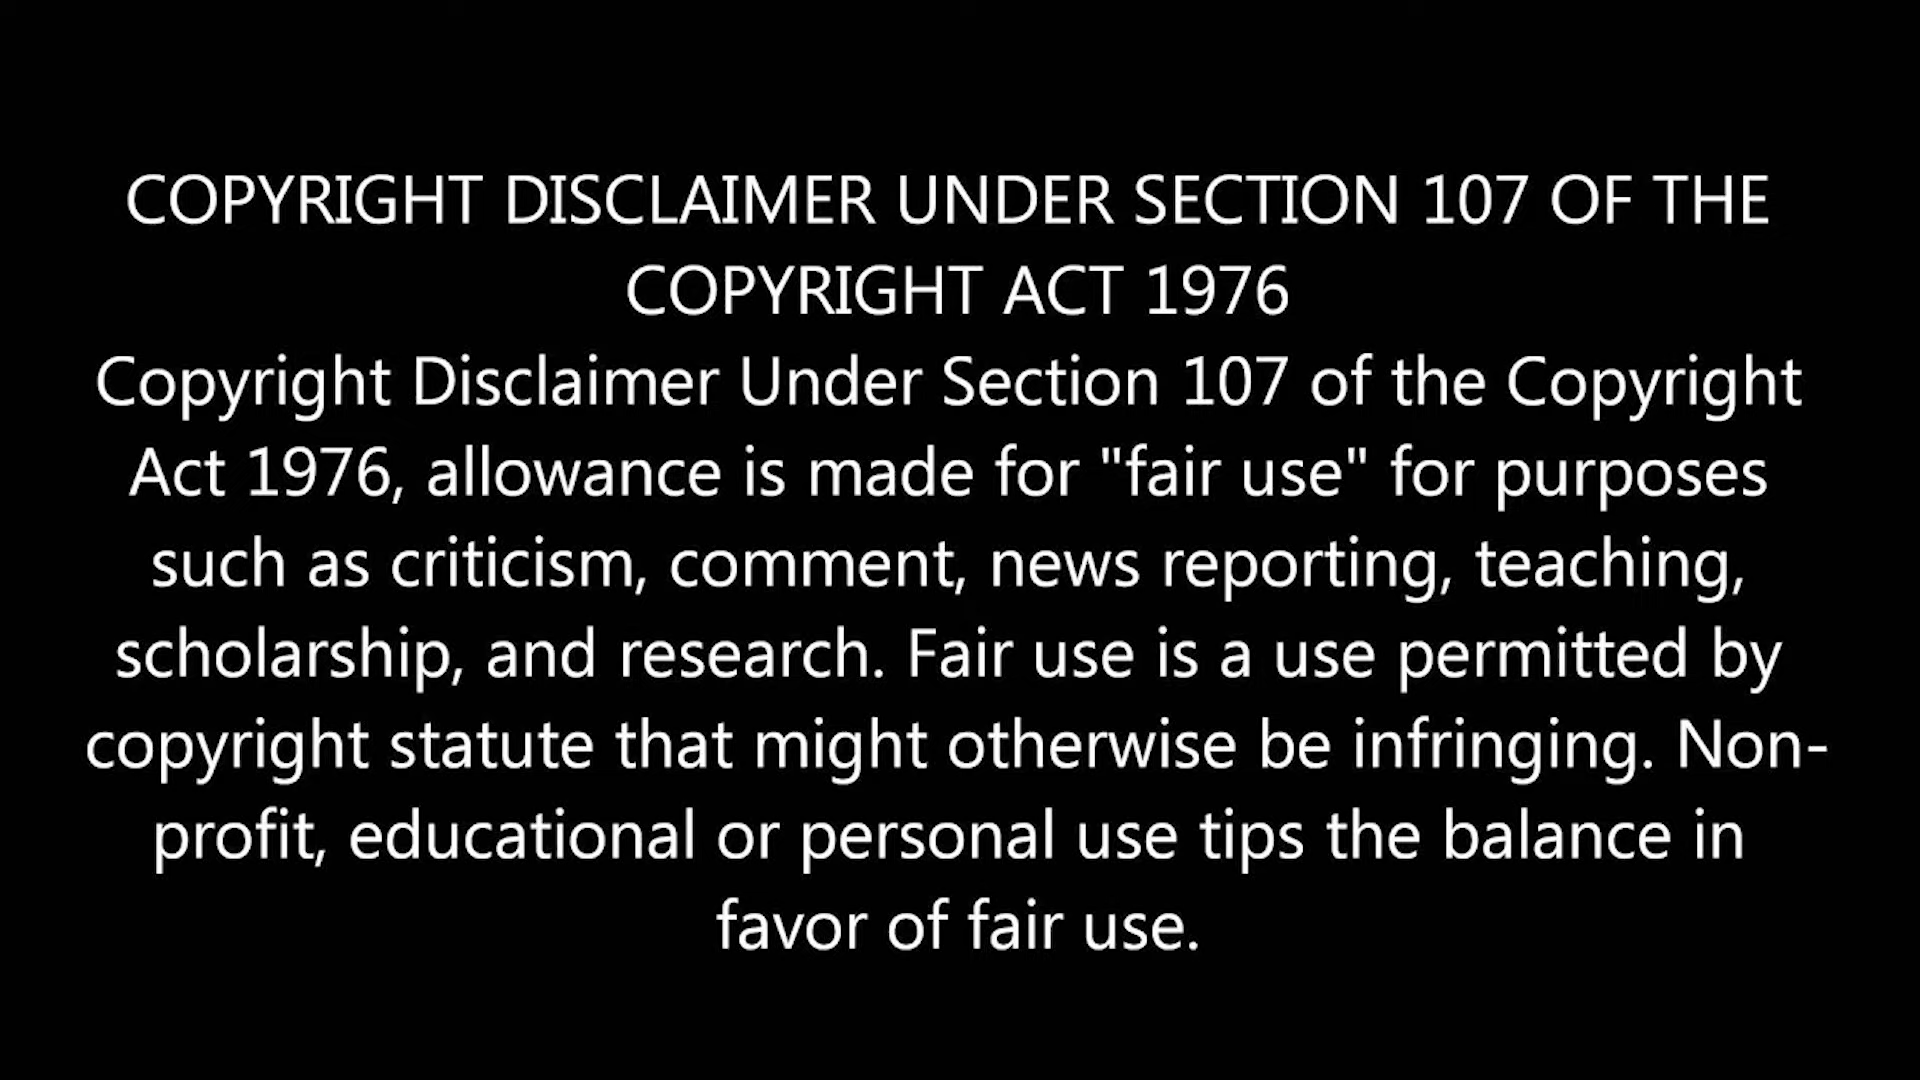 COPYRIGHT DISCLAIMER UNDER SECTION 107 OF THE
COPYRIGHT ACT 1976
Copyright Disclaimer Under Section 107 of the Copyright
Act 1976, allowance is made for "fair use" for purposes
such as criticism, comment, news reporting, teaching,
scholarship, and research. Fair use is a use permitted by
copyright statute that might otherwise be infringing. Non-
profit, educational or personal use tips the balance in
favor of fair use.